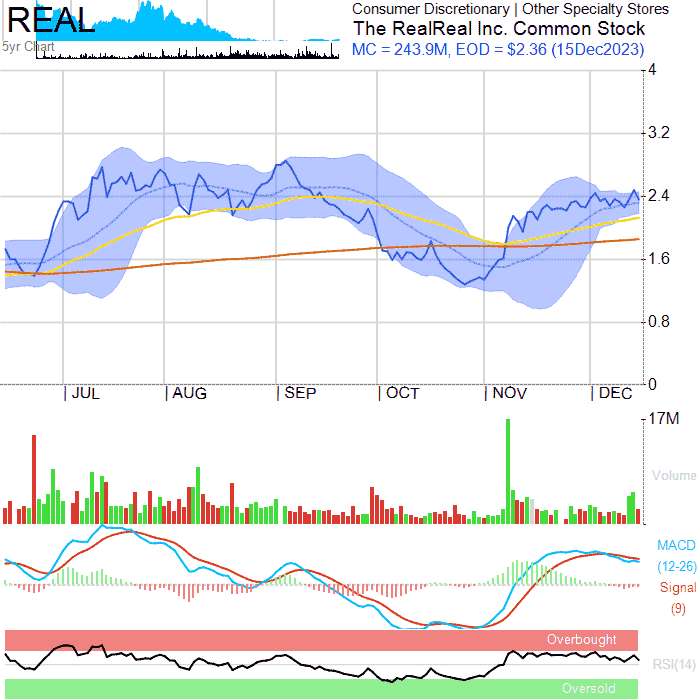 REAL
5yr Chart
Consumer Discretionary | Other Specialty Stores
The RealReal Inc. Common Stock
MC = 243.9M, EOD = $2.36 (15Dec2023)
4
3.2
2.4
1.6
0.8
0
JUL AUG SEP OCT NOV DEC
17M
Volume
MACD
(12-26)
Signal
(9)
Overbought
RSI(14)
Oversold